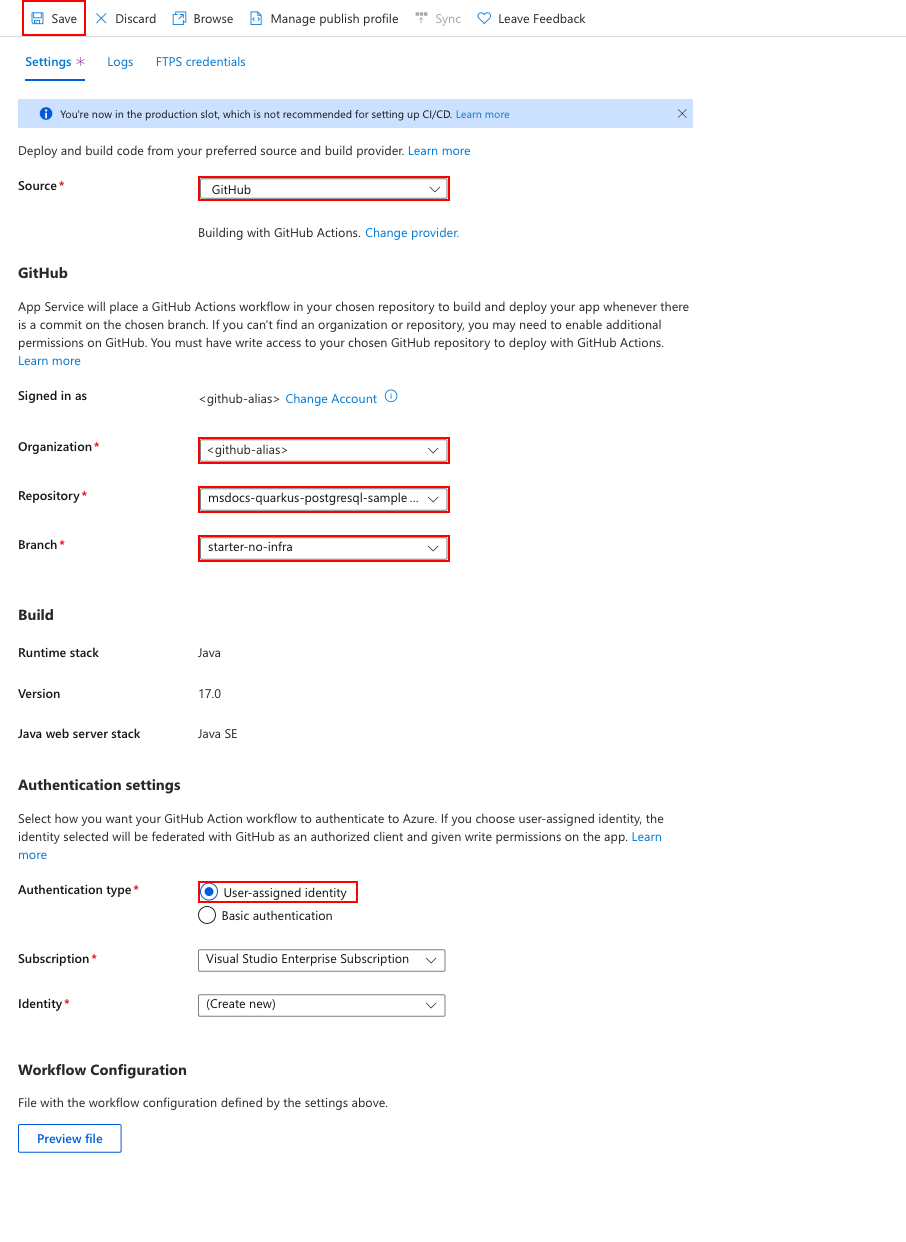 Save Discard Browse Manage publish profile Sync Leave Feedback
Settings * Logs FTPS credentials
You're now in the production slot, which is not recommended for setting up CI/CD. Learn more
Deploy and build code from your preferred source and build provider. Learn more
Source* GitHub
Building with GitHub Actions. Change provider.
GitHub
App Service will place a GitHub Actions workflow in your chosen repository to build and deploy your app whenever there
is a commit on the chosen branch. If you can't find an organization or repository, you may need to enable additional
permissions on GitHub. You must have write access to your chosen GitHub repository to deploy with GitHub Actions.
Learn more
Signed in as <github-alias> Change Account
Organization* <github-alias>
Repository* msdocs-quarkus-postgresql-sample ...
Branch* starter-no-infra
Build
Runtime stack Java
Version 17.0
Java web server stack Java SE
Authentication settings
Select how you want your GitHub Action workflow to authenticate to Azure. If you choose user-assigned identity, the
identity selected will be federated with GitHub as an authorized client and given write permissions on the app. Learn
more
Authentication type* User-assigned identity
Basic authentication
Subscription* Visual Studio Enterprise Subscription
Identity* (Create new)
Workflow Configuration
File with the workflow configuration defined by the settings above.
Preview file